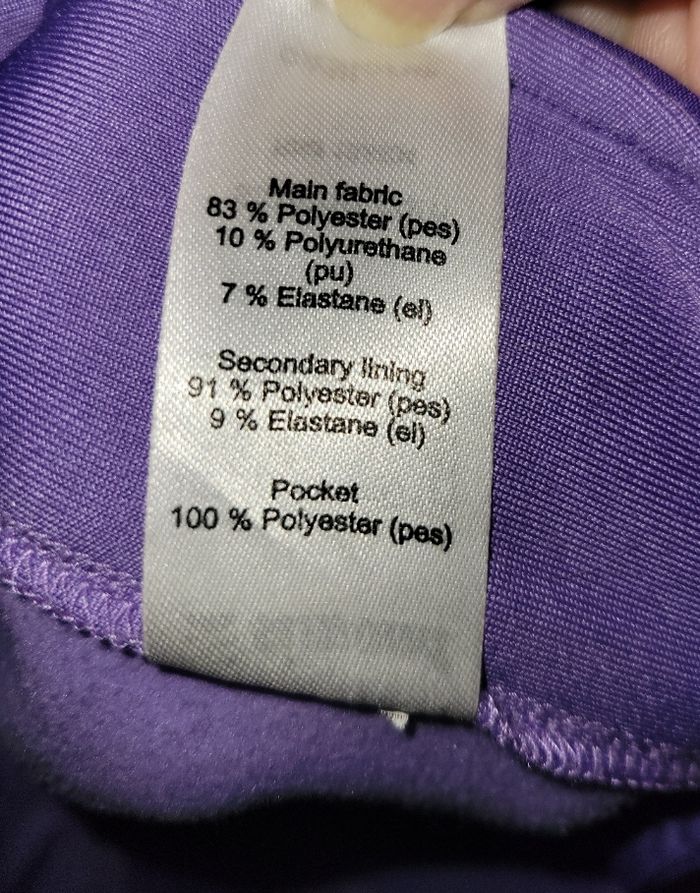 Main fabric
83 % Polyester (pes)
10 % Polyurethane
(pu)
7 % Elastane (el)
Secondary lining
91 % Polyester (pes)
9 % Elastane (el)
Pocket
100 % Polyester (pes)